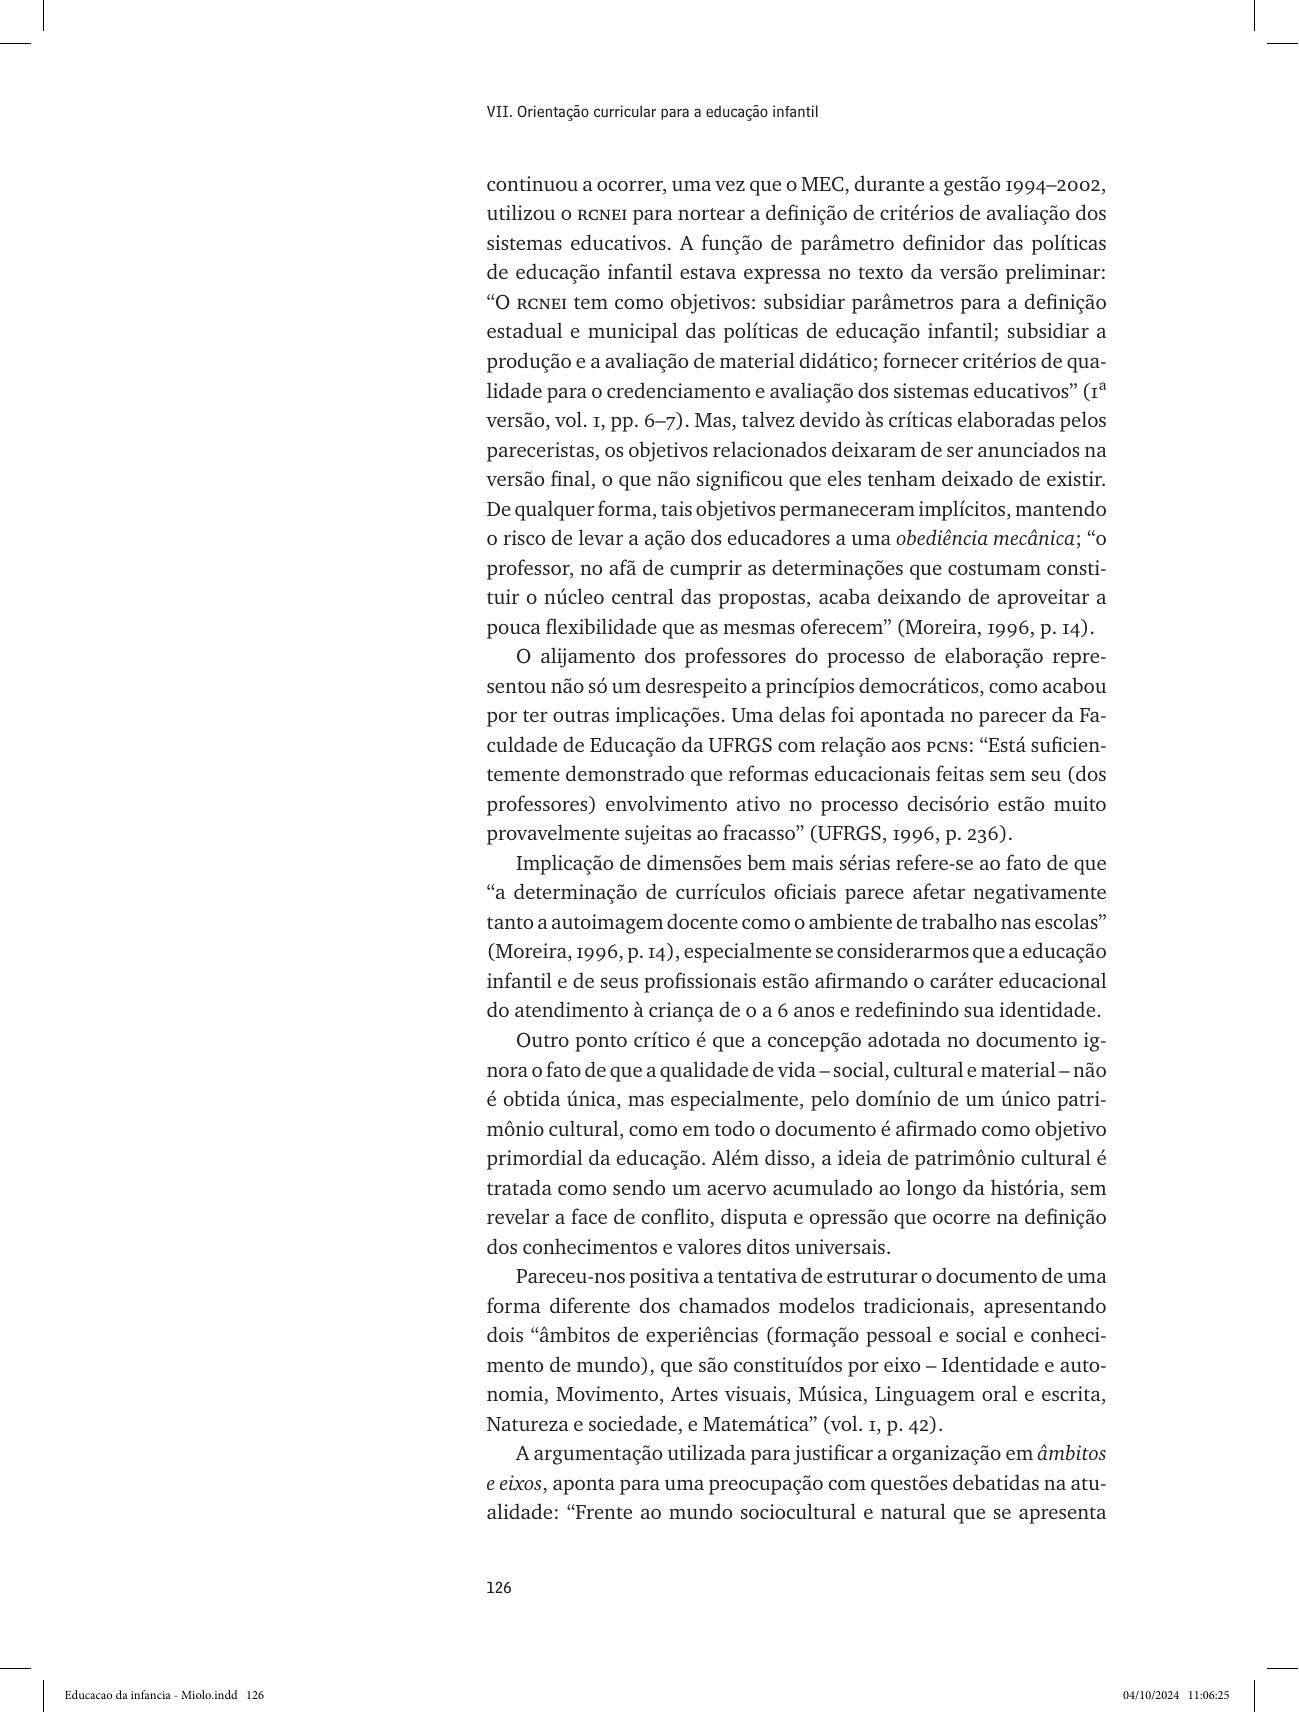 VII. Orientação curricular para a educação infantil
continuou a ocorrer, uma vez que o MEC, durante a gestão 1994–2002,
utilizou o RCNEI para nortear a definição de critérios de avaliação dos
sistemas educativos. A função de parâmetro definidor das políticas
de educação infantil estava expressa no texto da versão preliminar:
“O RCNEI tem como objetivos: subsidiar parâmetros para a definição
estadual e municipal das políticas de educação infantil; subsidiar a
produção e a avaliação de material didático; fornecer critérios de qua-
lidade para o credenciamento e avaliação dos sistemas educativos” (1ª
versão, vol. 1, pp. 6–7). Mas, talvez devido às críticas elaboradas pelos
pareceristas, os objetivos relacionados deixaram de ser anunciados na
versão final, o que não significou que eles tenham deixado de existir.
De qualquer forma, tais objetivos permaneceram implícitos, mantendo
o risco de levar a ação dos educadores a uma obediência mecânica; “o
professor, no afã de cumprir as determinações que costumam consti-
tuir o núcleo central das propostas, acaba deixando de aproveitar a
pouca flexibilidade que as mesmas oferecem” (Moreira, 1996, p. 14).
O alijamento dos professores do processo de elaboração repre-
sentou não só um desrespeito a princípios democráticos, como acabou
por ter outras implicações. Uma delas foi apontada no parecer da Fa-
culdade de Educação da UFRGS com relação aos PCNS: “Está suficien-
temente demonstrado que reformas educacionais feitas sem seu (dos
professores) envolvimento ativo no processo decisório estão muito
provavelmente sujeitas ao fracasso” (UFRGS, 1996, p. 236).
Implicação de dimensões bem mais sérias refere-se ao fato de que
“a determinação de currículos oficiais parece afetar negativamente
tanto a autoimagem docente como o ambiente de trabalho nas escolas”
(Moreira, 1996, p. 14), especialmente se considerarmos que a educação
infantil e de seus profissionais estão afirmando o caráter educacional
do atendimento à criança de 0 a 6 anos e redefinindo sua identidade.
Outro ponto crítico é que a concepção adotada no documento ig-
nora o fato de que a qualidade de vida – social, cultural e material – não
é obtida única, mas especialmente, pelo domínio de um único patri-
mônio cultural, como em todo o documento é afirmado como objetivo
primordial da educação. Além disso, a ideia de patrimônio cultural é
tratada como sendo um acervo acumulado ao longo da história, sem
revelar a face de conflito, disputa e opressão que ocorre na definição
dos conhecimentos e valores ditos universais.
Pareceu-nos positiva a tentativa de estruturar o documento de uma
forma diferente dos chamados modelos tradicionais, apresentando
dois “âmbitos de experiências (formação pessoal e social e conheci-
mento de mundo), que são constituídos por eixo – Identidade e auto-
nomia, Movimento, Artes visuais, Música, Linguagem oral e escrita,
Natureza e sociedade, e Matemática” (vol. 1, p. 42).
A argumentação utilizada para justificar a organização em âmbitos
e eixos, aponta para uma preocupação com questões debatidas na atu-
alidade: “Frente ao mundo sociocultural e natural que se apresenta
126
Educacao da infancia - Miolo.indd 126
04/10/2024 11:06:25